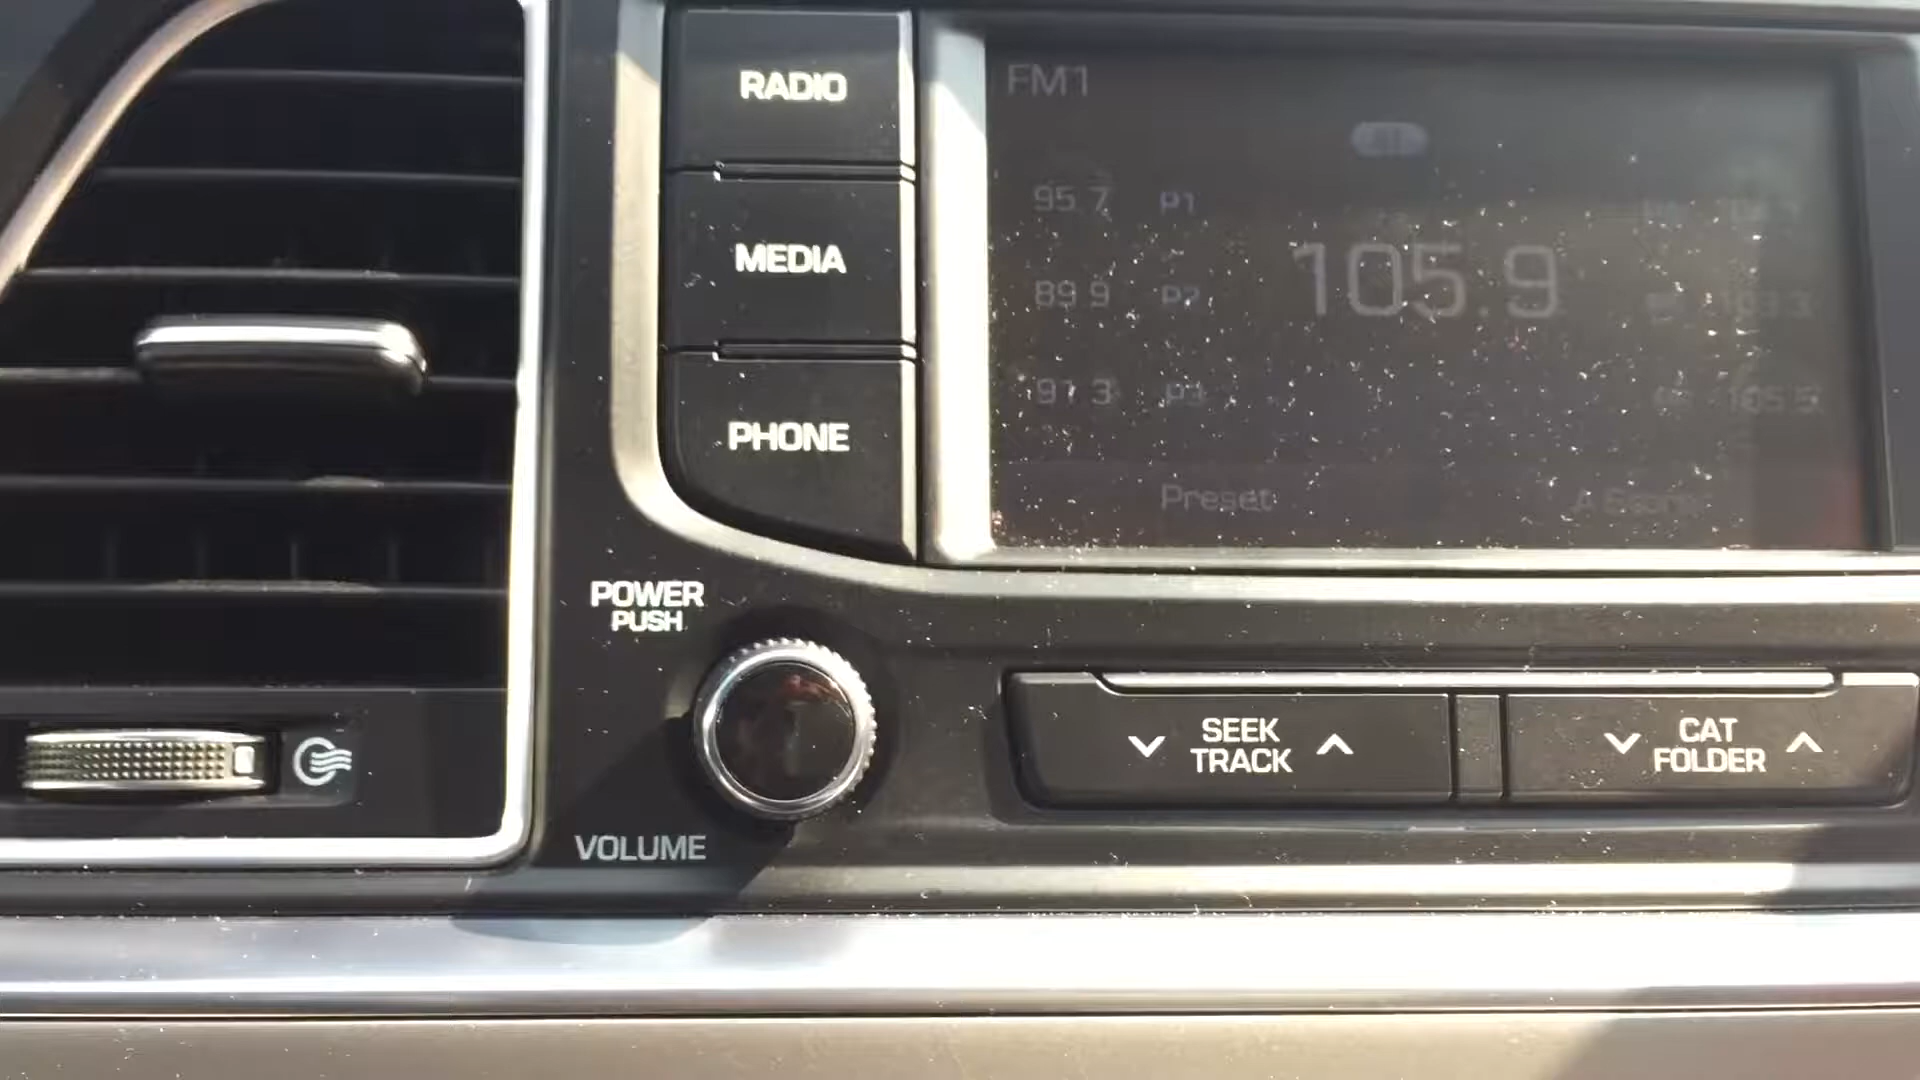 RADIO
FM1
95.7 P1
MEDIA
105.9
89.9 P2
91.3 P3
105.5
PHONE
Preset
POWER
PUSH
SEEK
TRACK
CAT
FOLDER
VOLUME